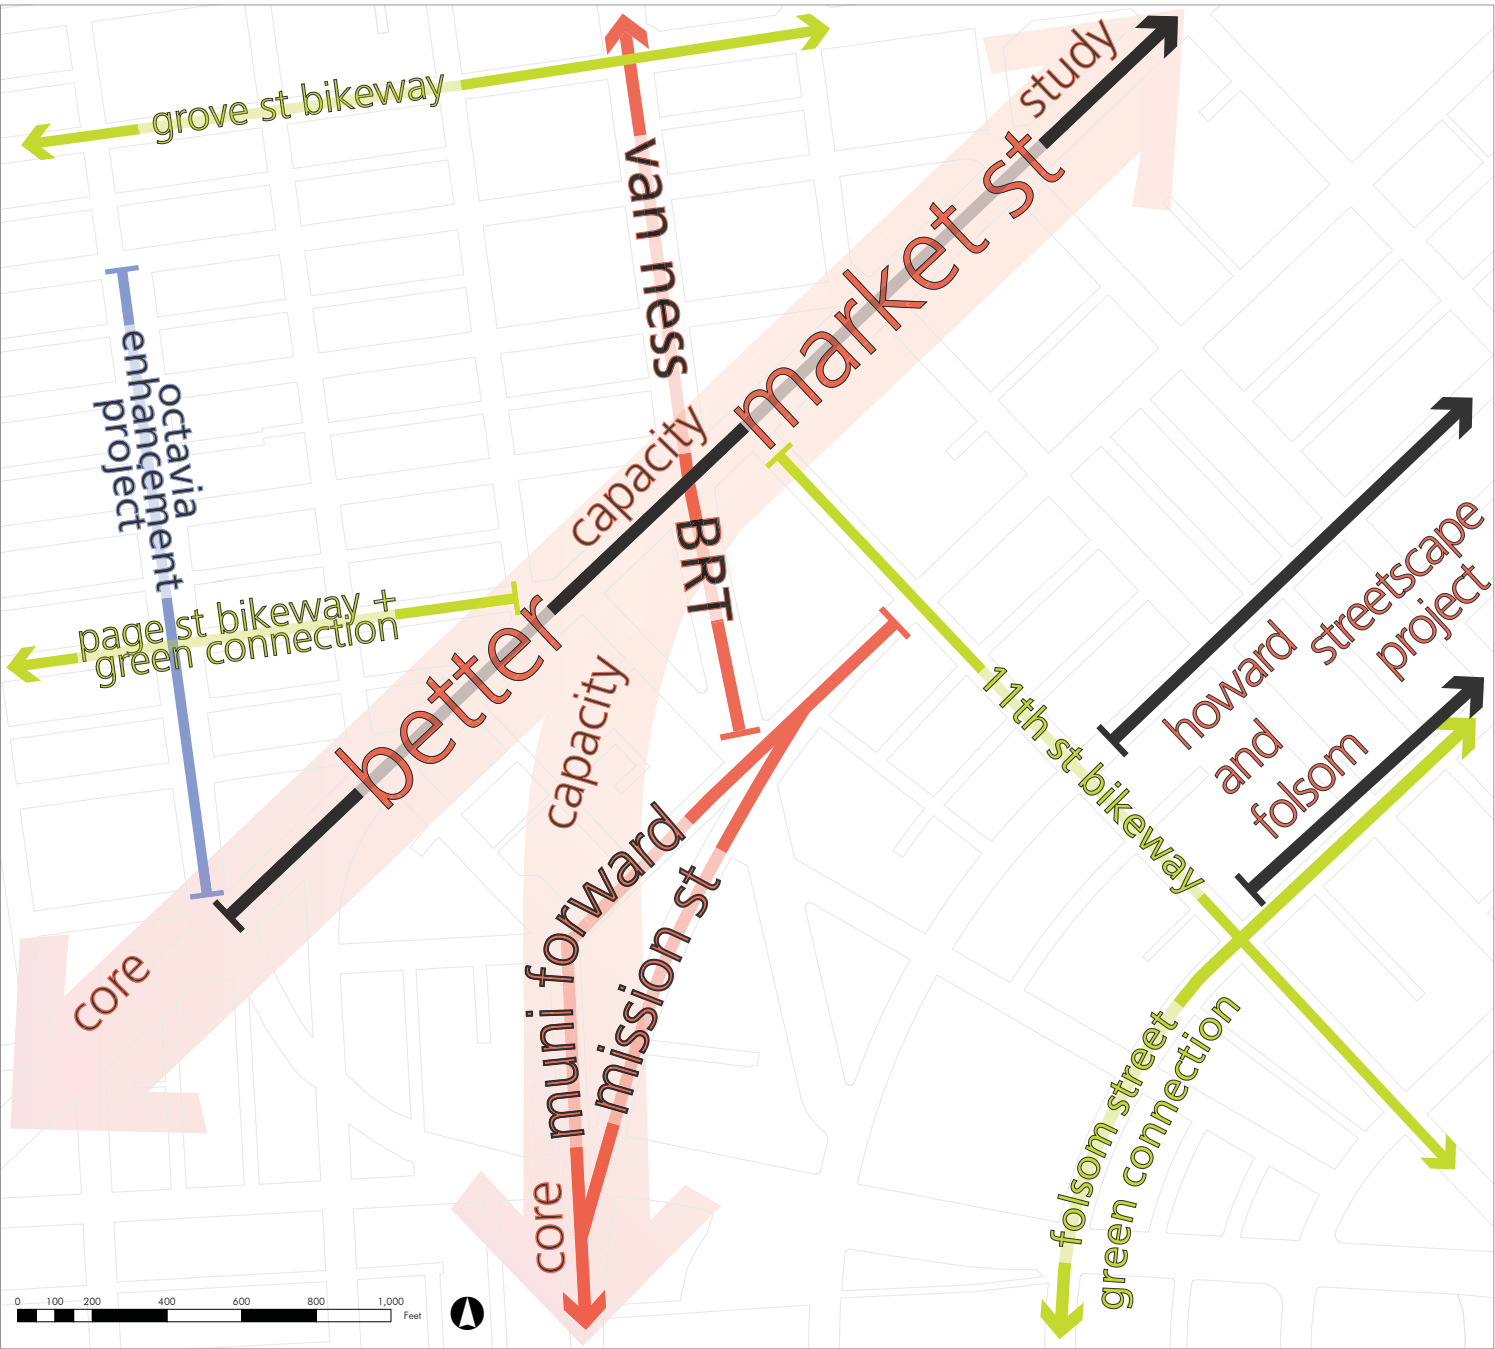 grove st bikeway
van ness BRT
better market st
core capacity study
octavia
enhancement
project
page st bikeway +
green connection
core capacity
muni forward
mission st
11th st bikeway
howard
and
folsom
streetscape
project
folsom street
green connection
0 100 200 400 600 800 1,000
Feet